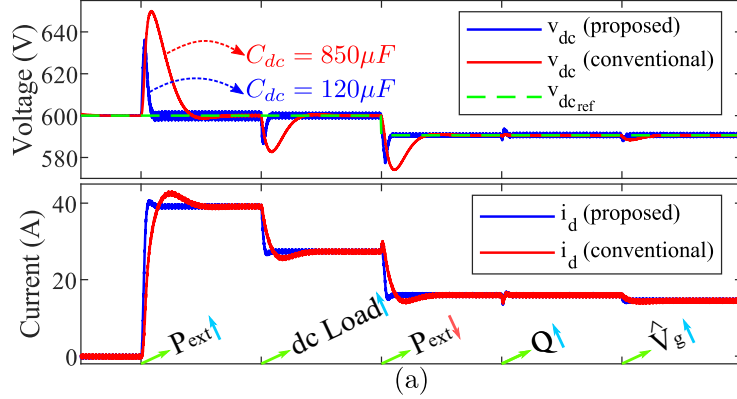 Voltage (V)
640
620
600
580
C_dc = 850μF
C_dc = 120μF
v_dc (proposed)
v_dc (conventional)
v_dc_ref
Current (A)
40
20
0
i_d (proposed)
i_d (conventional)
P_ext
dc Load
P_ext
Q
V̂_g
(a)